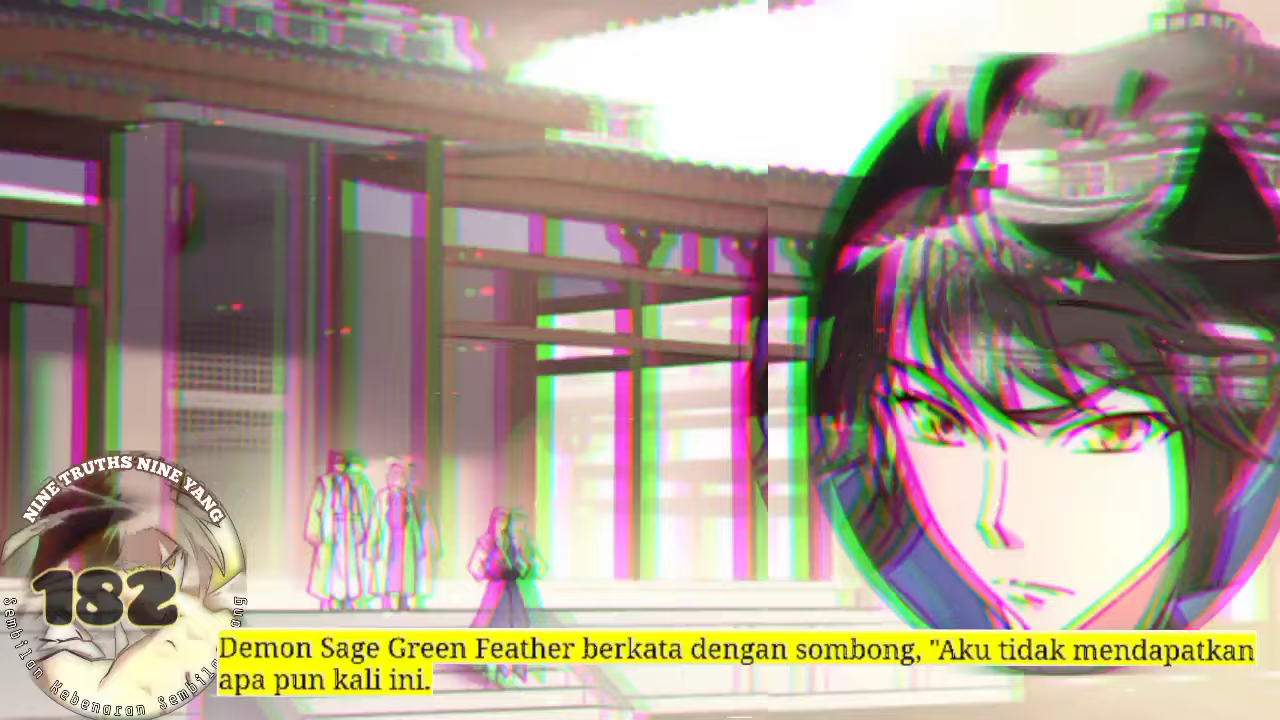 NINE TRUTHS NINE YANG
182
Sembilan Kebenaran Sembilan Yang
Demon Sage Green Feather berkata dengan sombong, "Aku tidak mendapatkan
apa pun kali ini.